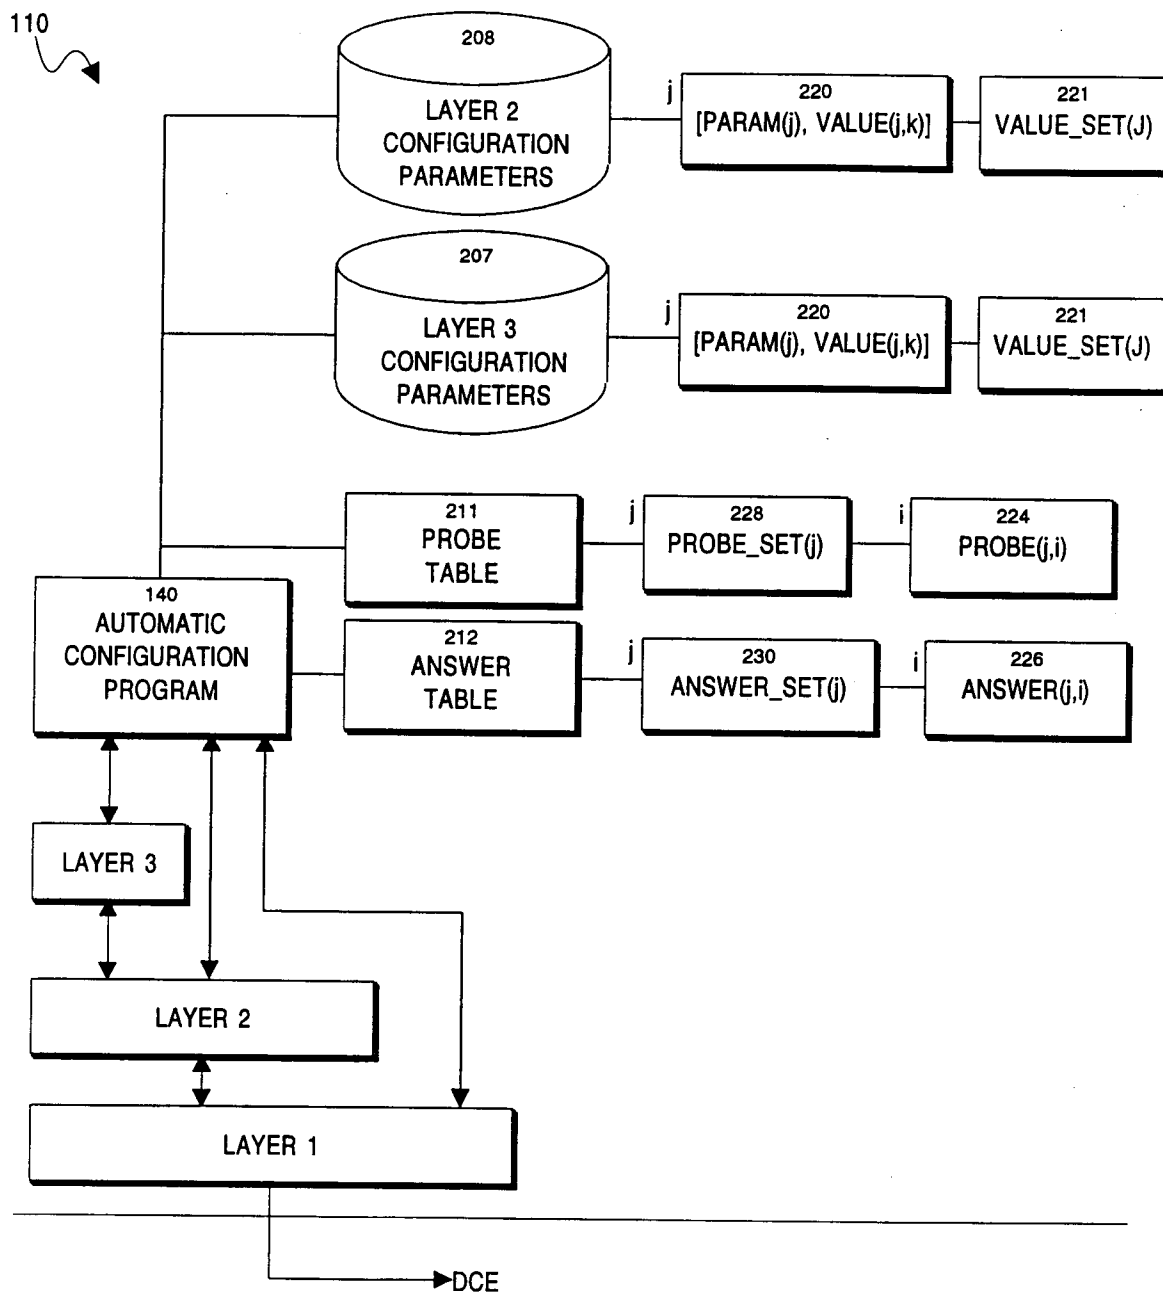 110
208
LAYER 2
CONFIGURATION
PARAMETERS
j
220
[PARAM(j), VALUE(j,k)]
221
VALUE_SET(J)
207
LAYER 3
CONFIGURATION
PARAMETERS
j
220
[PARAM(j), VALUE(j,k)]
221
VALUE_SET(J)
211
PROBE
TABLE
j
228
PROBE_SET(j)
i
224
PROBE(j,i)
140
AUTOMATIC
CONFIGURATION
PROGRAM
212
ANSWER
TABLE
j
230
ANSWER_SET(j)
i
226
ANSWER(j,i)
LAYER 3
LAYER 2
LAYER 1
DCE